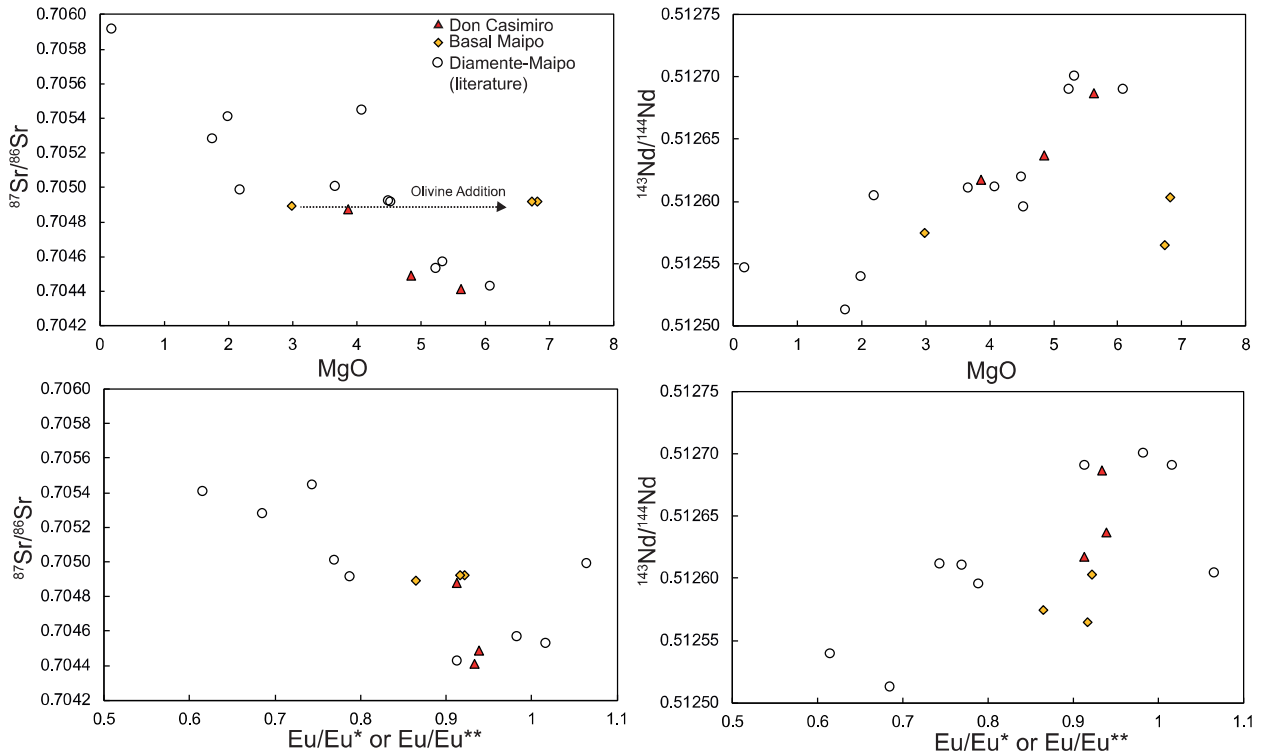 0.7060
0.7058
0.7056
0.7054
0.7052
0.7050
0.7048
0.7046
0.7044
0.7042
87Sr/86Sr
Don Casimiro
Basal Maipo
Diamente-Maipo
(literature)
Olivine Addition
0 1 2 3 4 5 6 7 8
MgO
0.51275
0.51270
0.51265
0.51260
0.51255
0.51250
143Nd/144Nd
0 1 2 3 4 5 6 7 8
MgO
0.7060
0.7058
0.7056
0.7054
0.7052
0.7050
0.7048
0.7046
0.7044
0.7042
87Sr/86Sr
0.5 0.6 0.7 0.8 0.9 1 1.1
Eu/Eu* or Eu/Eu**
0.51275
0.51270
0.51265
0.51260
0.51255
0.51250
143Nd/144Nd
0.5 0.6 0.7 0.8 0.9 1 1.1
Eu/Eu* or Eu/Eu**